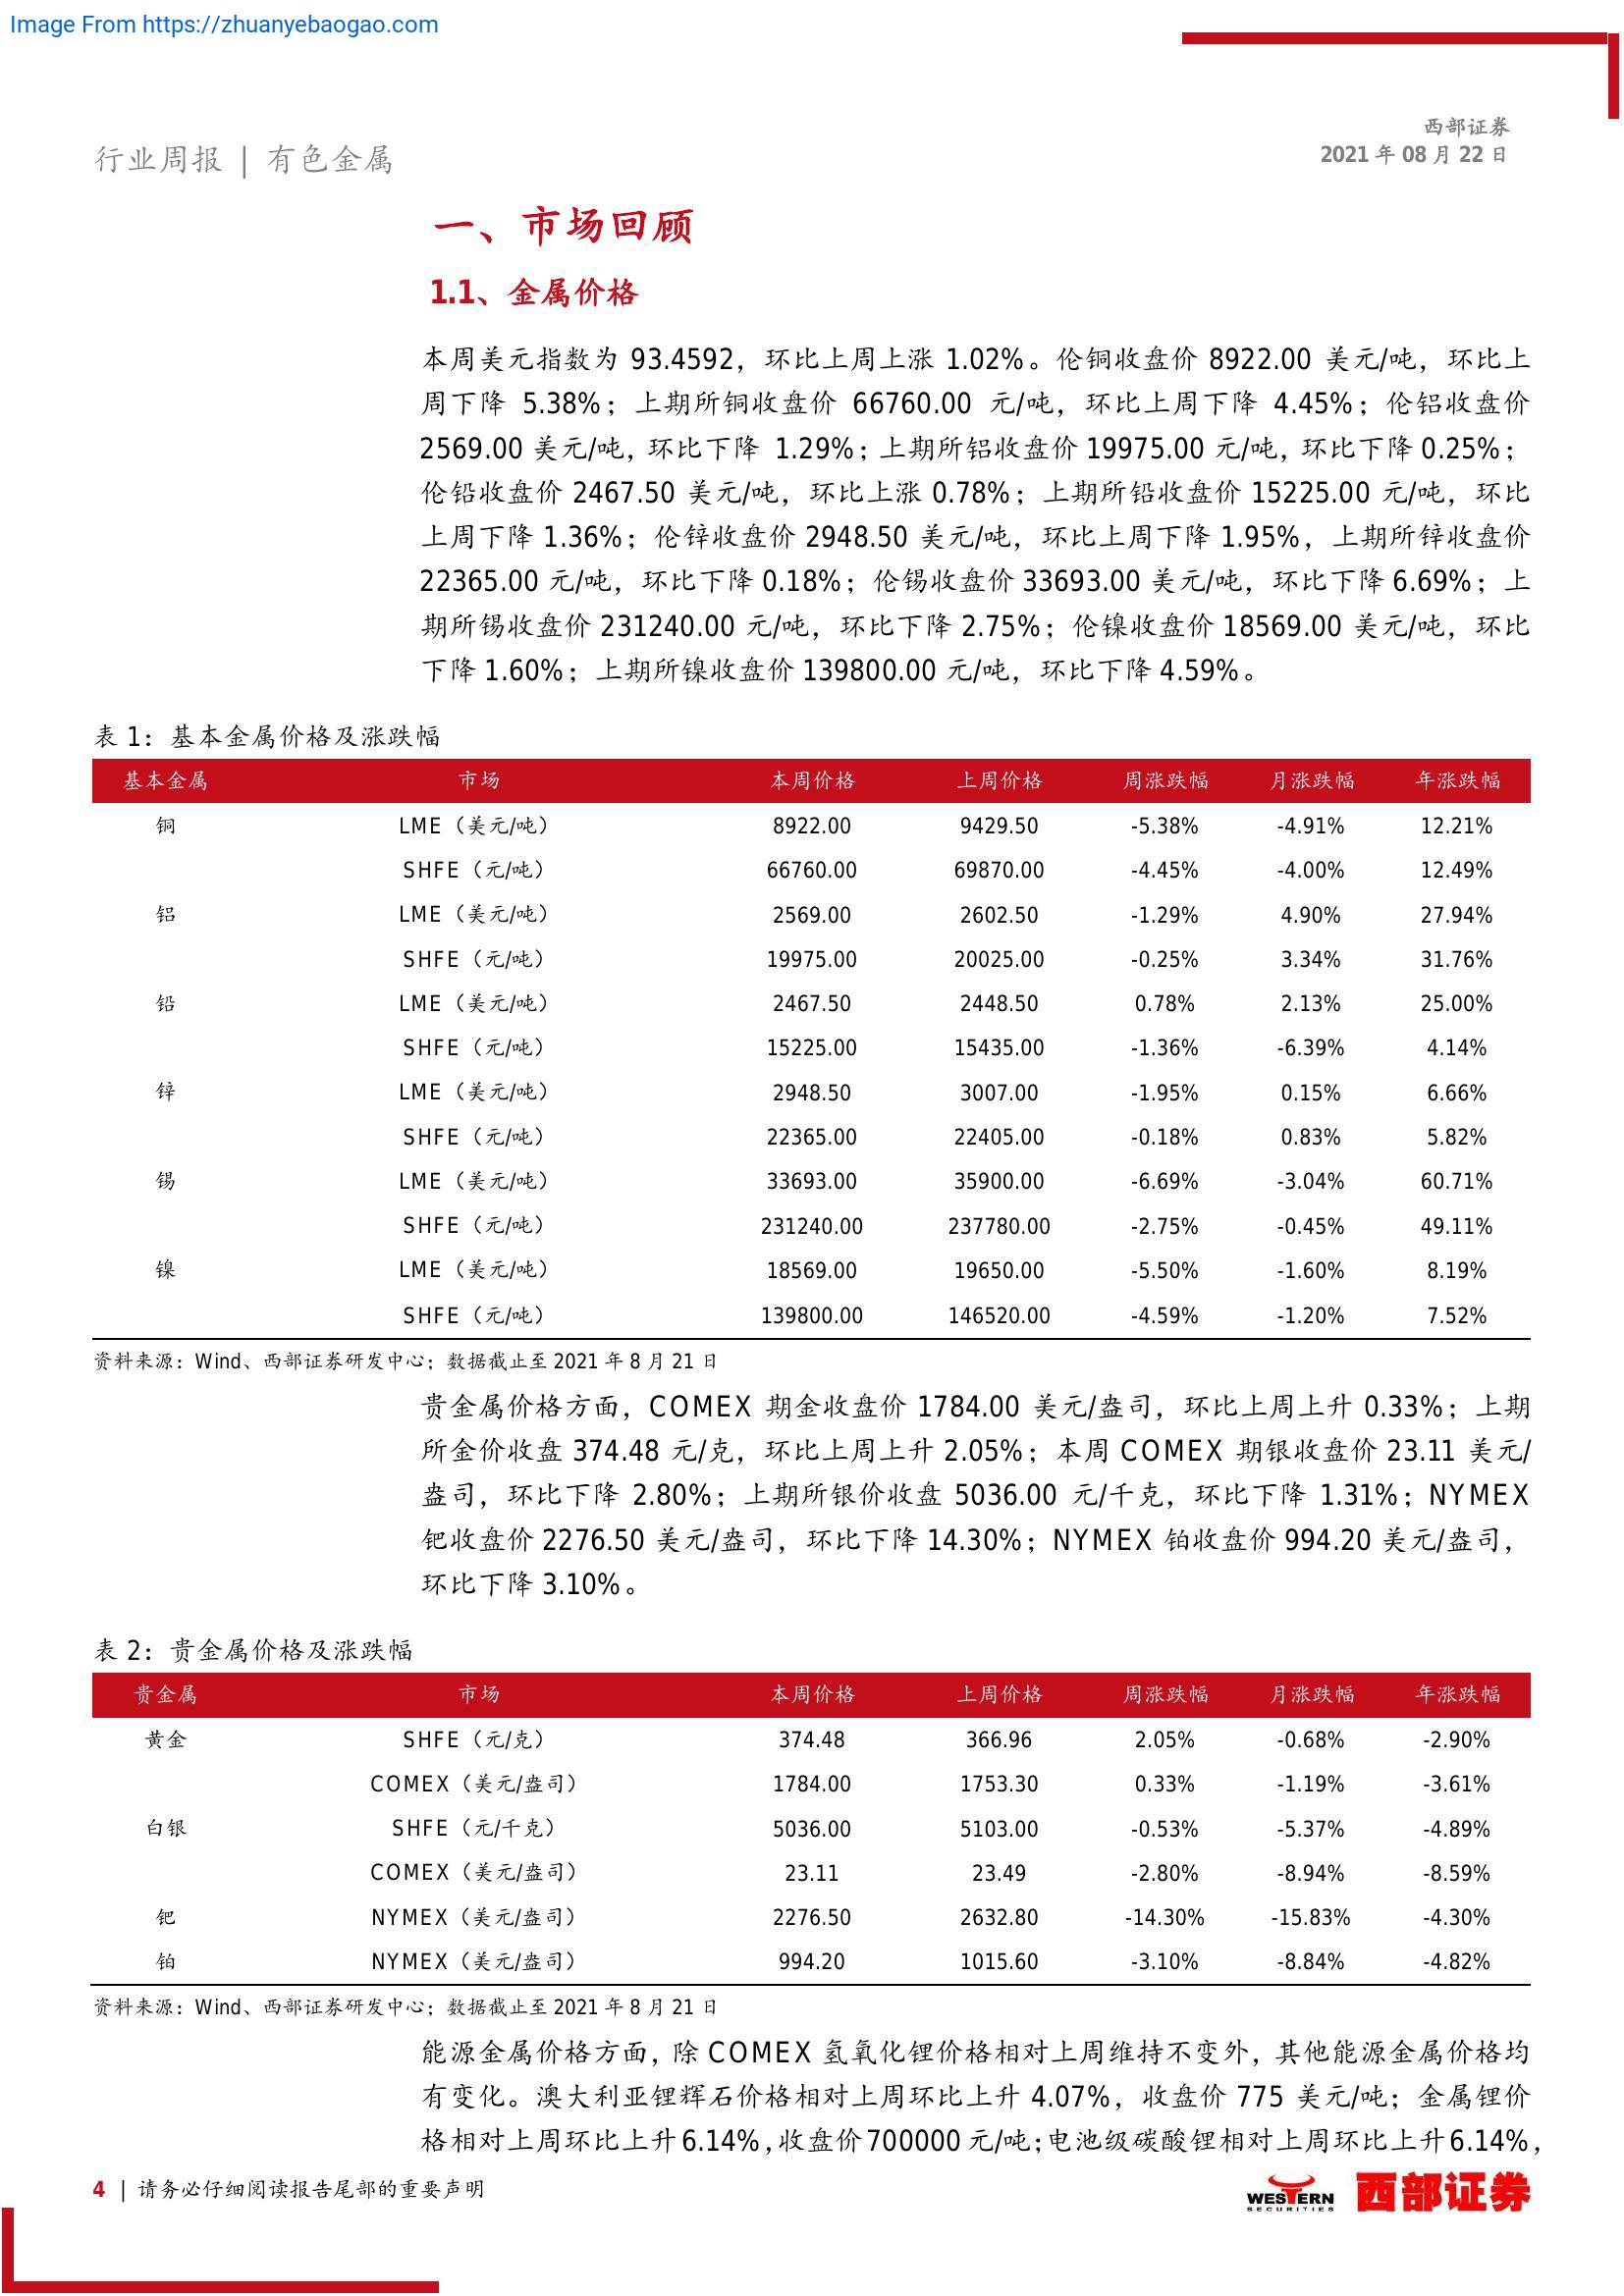 Image From https://zhuanyebaogao.com
西部证券
行业周报 | 有色金属
2021 年 08 月 22 日
一、市场回顾
1.1、金属价格
本周美元指数为 93.4592，环比上周上涨 1.02%。伦铜收盘价 8922.00 美元/吨，环比上
周下降 5.38%；上期所铜收盘价 66760.00 元/吨，环比上周下降 4.45%；伦铝收盘价
2569.00 美元/吨，环比下降 1.29%；上期所铝收盘价 19975.00 元/吨，环比下降 0.25%；
伦铅收盘价 2467.50 美元/吨，环比上涨 0.78%；上期所铅收盘价 15225.00 元/吨，环比
上周下降 1.36%；伦锌收盘价 2948.50 美元/吨，环比上周下降 1.95%，上期所锌收盘价
22365.00 元/吨，环比下降 0.18%；伦锡收盘价 33693.00 美元/吨，环比下降 6.69%；上
期所锡收盘价 231240.00 元/吨，环比下降 2.75%；伦镍收盘价 18569.00 美元/吨，环比
下降 1.60%；上期所镍收盘价 139800.00 元/吨，环比下降 4.59%。
表 1：基本金属价格及涨跌幅
基本金属 市场 本周价格 上周价格 周涨跌幅 月涨跌幅 年涨跌幅
铜 LME（美元/吨） 8922.00 9429.50 -5.38% -4.91% 12.21%
SHFE（元/吨） 66760.00 69870.00 -4.45% -4.00% 12.49%
铝 LME（美元/吨） 2569.00 2602.50 -1.29% 4.90% 27.94%
SHFE（元/吨） 19975.00 20025.00 -0.25% 3.34% 31.76%
铅 LME（美元/吨） 2467.50 2448.50 0.78% 2.13% 25.00%
SHFE（元/吨） 15225.00 15435.00 -1.36% -6.39% 4.14%
锌 LME（美元/吨） 2948.50 3007.00 -1.95% 0.15% 6.66%
SHFE（元/吨） 22365.00 22405.00 -0.18% 0.83% 5.82%
锡 LME（美元/吨） 33693.00 35900.00 -6.69% -3.04% 60.71%
SHFE（元/吨） 231240.00 237780.00 -2.75% -0.45% 49.11%
镍 LME（美元/吨） 18569.00 19650.00 -5.50% -1.60% 8.19%
SHFE（元/吨） 139800.00 146520.00 -4.59% -1.20% 7.52%
资料来源：Wind、西部证券研发中心；数据截止至 2021 年 8 月 21 日
贵金属价格方面，COMEX 期金收盘价 1784.00 美元/盎司，环比上周上升 0.33%；上期
所金价收盘 374.48 元/克，环比上周上升 2.05%；本周 COMEX 期银收盘价 23.11 美元/
盎司，环比下降 2.80%；上期所银价收盘 5036.00 元/千克，环比下降 1.31%；NYMEX
钯收盘价 2276.50 美元/盎司，环比下降 14.30%；NYMEX 铂收盘价 994.20 美元/盎司，
环比下降 3.10%。
表 2：贵金属价格及涨跌幅
贵金属 市场 本周价格 上周价格 周涨跌幅 月涨跌幅 年涨跌幅
黄金 SHFE（元/克） 374.48 366.96 2.05% -0.68% -2.90%
COMEX（美元/盎司） 1784.00 1753.30 0.33% -1.19% -3.61%
白银 SHFE（元/千克） 5036.00 5103.00 -0.53% -5.37% -4.89%
COMEX（美元/盎司） 23.11 23.49 -2.80% -8.94% -8.59%
钯 NYMEX（美元/盎司） 2276.50 2632.80 -14.30% -15.83% -4.30%
铂 NYMEX（美元/盎司） 994.20 1015.60 -3.10% -8.84% -4.82%
资料来源：Wind、西部证券研发中心；数据截止至 2021 年 8 月 21 日
能源金属价格方面，除 COMEX 氢氧化锂价格相对上周维持不变外，其他能源金属价格均
有变化。澳大利亚锂辉石价格相对上周环比上升 4.07%，收盘价 775 美元/吨；金属锂价
格相对上周环比上升 6.14%，收盘价 700000 元/吨；电池级碳酸锂相对上周环比上升 6.14%，
4 | 请务必仔细阅读报告尾部的重要声明
WESTERN
SECURITIES
西部证券